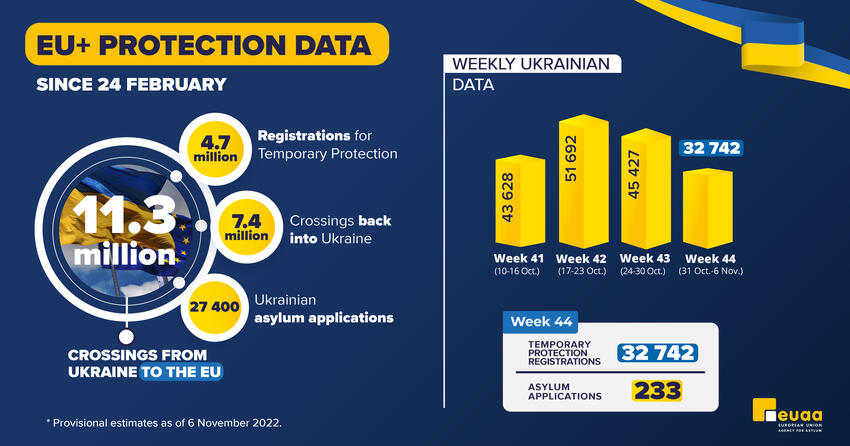 EU+ PROTECTION DATA
SINCE 24 FEBRUARY
4.7
million
Registrations for
Temporary Protection
11.3
million
7.4
million
Crossings back
into Ukraine
27 400
Ukrainian
asylum applications
CROSSINGS FROM
UKRAINE TO THE EU
* Provisional estimates as of 6 November 2022.
WEEKLY UKRAINIAN
DATA
43 628
51 692
45 427
32 742
Week 41
(10-16 Oct.)
Week 42
(17-23 Oct.)
Week 43
(24-30 Oct.)
Week 44
(31 Oct.-6 Nov.)
Week 44
TEMPORARY
PROTECTION
REGISTRATIONS
32 742
ASYLUM
APPLICATIONS
233
euaa
EUROPEAN UNION
AGENCY FOR ASYLUM